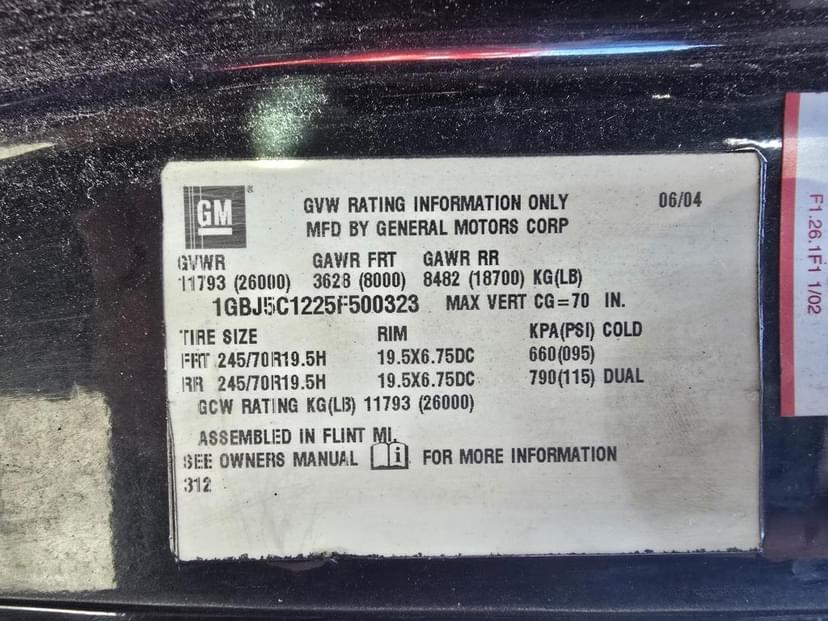 GM ®
GVW RATING INFORMATION ONLY 06/04
MFD BY GENERAL MOTORS CORP
GVWR GAWR FRT GAWR RR
11793 (26000) 3628 (8000) 8482 (18700) KG(LB)
1GBJ5C1225F500323 MAX VERT CG=70 IN.
TIRE SIZE RIM KPA(PSI) COLD
FRT 245/70R19.5H 19.5X6.75DC 660(095)
RR 245/70R19.5H 19.5X6.75DC 790(115) DUAL
GCW RATING KG(LB) 11793 (26000)
ASSEMBLED IN FLINT MI.
SEE OWNERS MANUAL i FOR MORE INFORMATION
312
F1.26.1F1 1/02